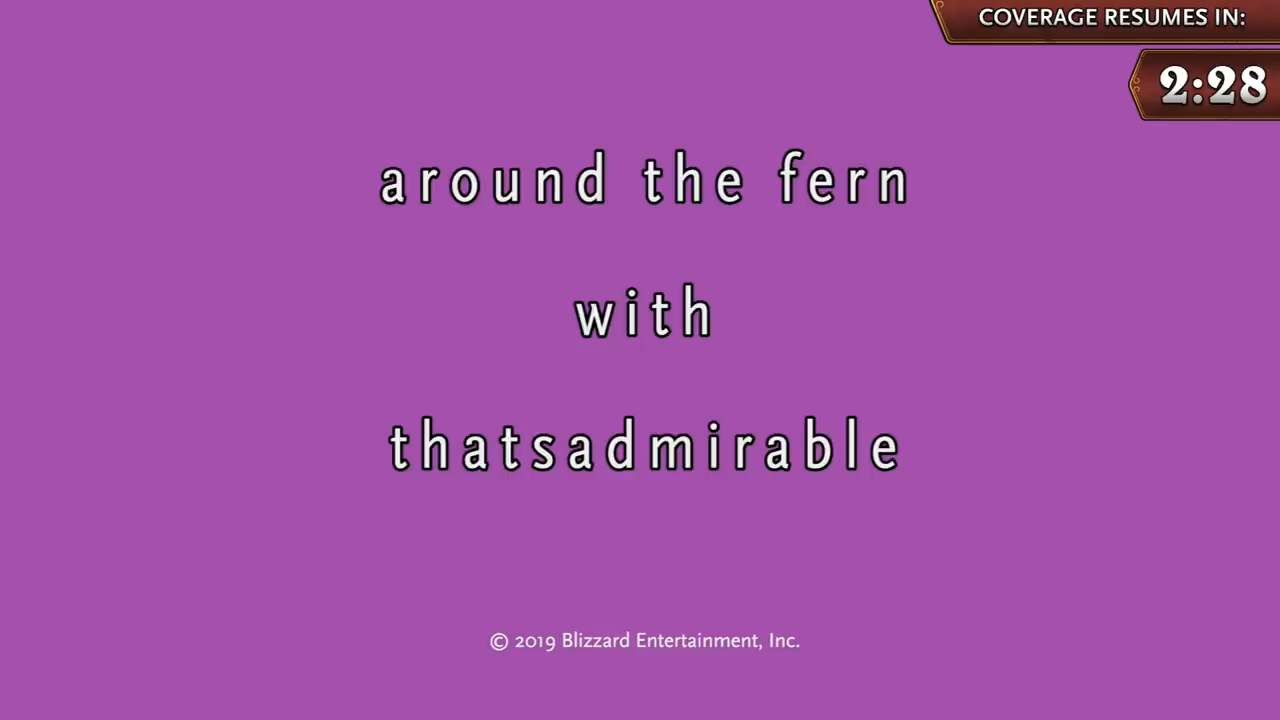 COVERAGE RESUMES IN:
2:28
around the fern
with
thatsadmirable
© 2019 Blizzard Entertainment, Inc.